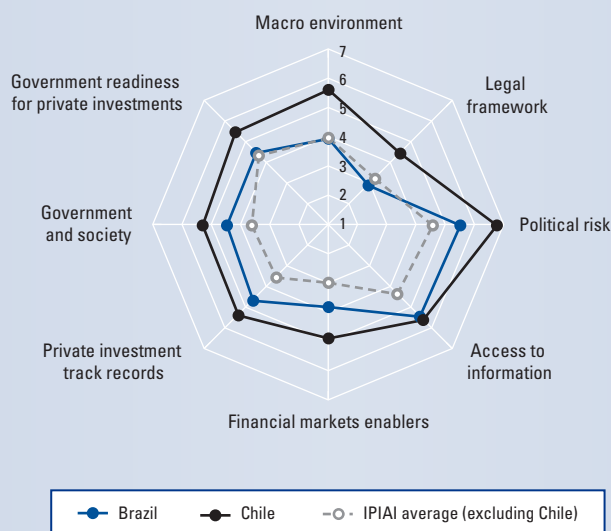 Macro environment
7
6
5
4
3
2
1
Government readiness
for private investments
Legal
framework
Government
and society
Political risk
Private investment
track records
Access to
information
Financial markets enablers
Brazil
Chile
IPIAI average (excluding Chile)